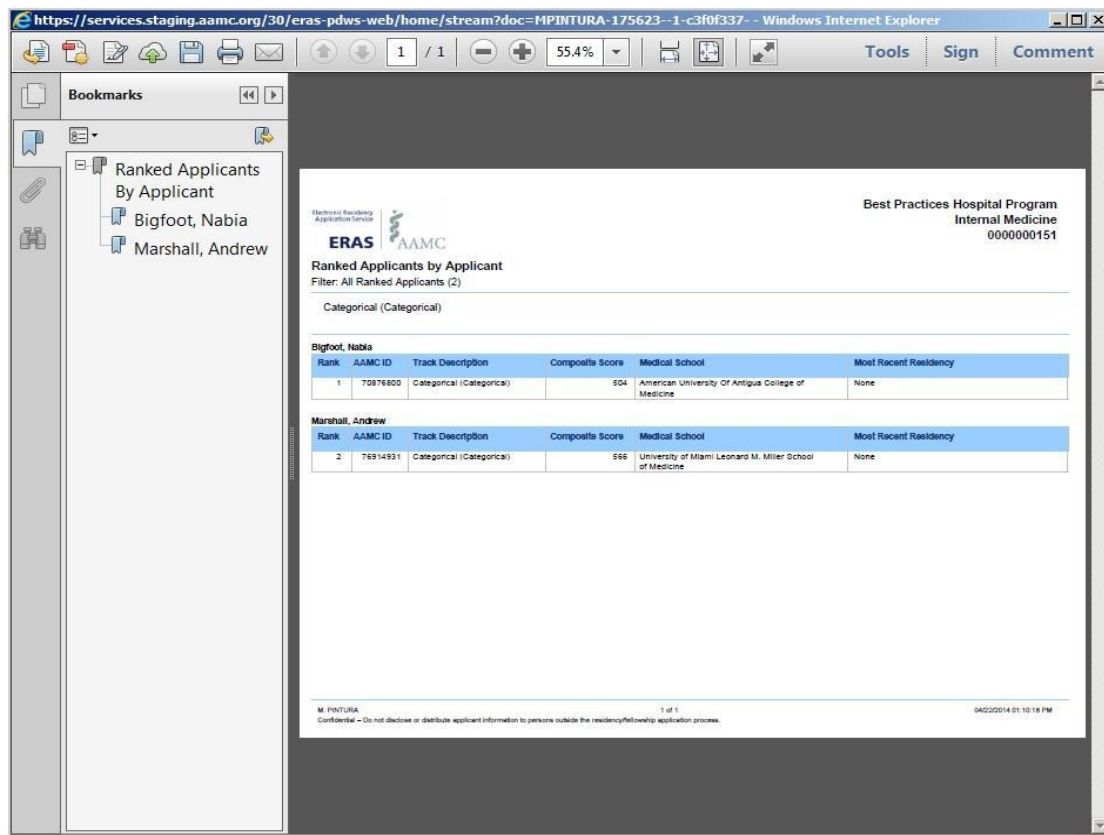 https://services.staging.aamc.org/30/eras-pdws-web/home/stream?doc=MPINTURA-175623--1-c3f0f337- - Windows Internet Explorer
1 / 1 55.4% Tools Sign Comment
Bookmarks
Ranked Applicants
By Applicant
Bigfoot, Nabia
Marshall, Andrew
Electronic Residency
Application Service
ERAS AAMC
Best Practices Hospital Program
Internal Medicine
0000000151
Ranked Applicants by Applicant
Filter: All Ranked Applicants (2)
Categorical (Categorical)
Bigfoot, Nabia
Rank AAMC ID Track Description Composite Score Medical School Most Recent Residency
1 70876800 Categorical (Categorical) 504 American University Of Antigua College of None
Medicine
Marshall, Andrew
Rank AAMC ID Track Description Composite Score Medical School Most Recent Residency
2 76914931 Categorical (Categorical) 566 University of Miami Leonard M. Miller School None
of Medicine
M. PINTURA 1 of 1 04/22/2014 01:10:18 PM
Confidential – Do not disclose or distribute applicant information to persons outside the residency/fellowship application process.